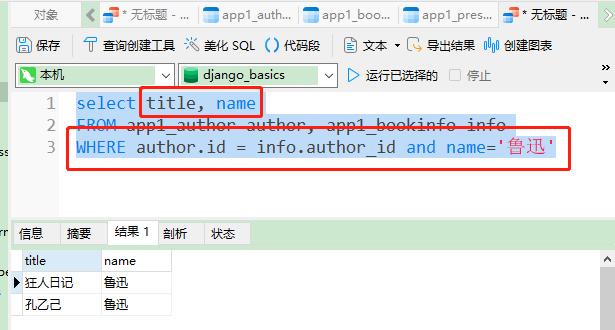 对象 * 无标题 - ... app1_auth... app1_boo... app1_pres... * 无标题 - ...
保存 查询创建工具 美化 SQL () 代码段 文本 导出结果 创建图表
本机 django_basics 运行已选择的 停止
1 select title, name
2 FROM app1_author author, app1_bookinfo info
3 WHERE author.id = info.author_id and name='鲁迅'
信息 摘要 结果 1 剖析 状态
title name
狂人日记 鲁迅
孔乙己 鲁迅